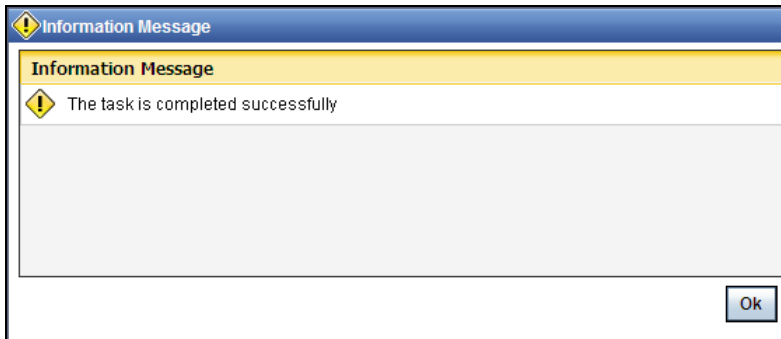 Information Message
Information Message
The task is completed successfully
Ok